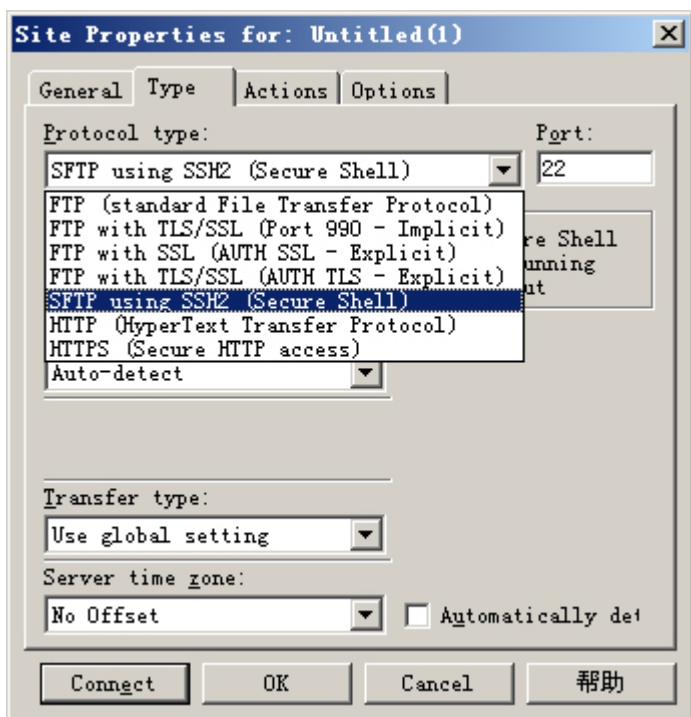 Site Properties for: Untitled(1)
General Type Actions Options
Protocol type: Port:
SFTP using SSH2 (Secure Shell) 22
FTP (standard File Transfer Protocol)
FTP with TLS/SSL (Port 990 - Implicit)
FTP with SSL (AUTH SSL - Explicit)
FTP with TLS/SSL (AUTH TLS - Explicit)
SFTP using SSH2 (Secure Shell)
HTTP (HyperText Transfer Protocol)
HTTPS (Secure HTTP access)
re Shell
unning
ut
Auto-detect
Transfer type:
Use global setting
Server time zone:
No Offset Automatically det
Connect OK Cancel 帮助